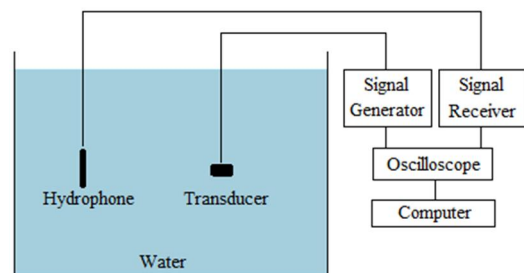 Signal
Generator
Signal
Receiver
Oscilloscope
Hydrophone
Transducer
Computer
Water